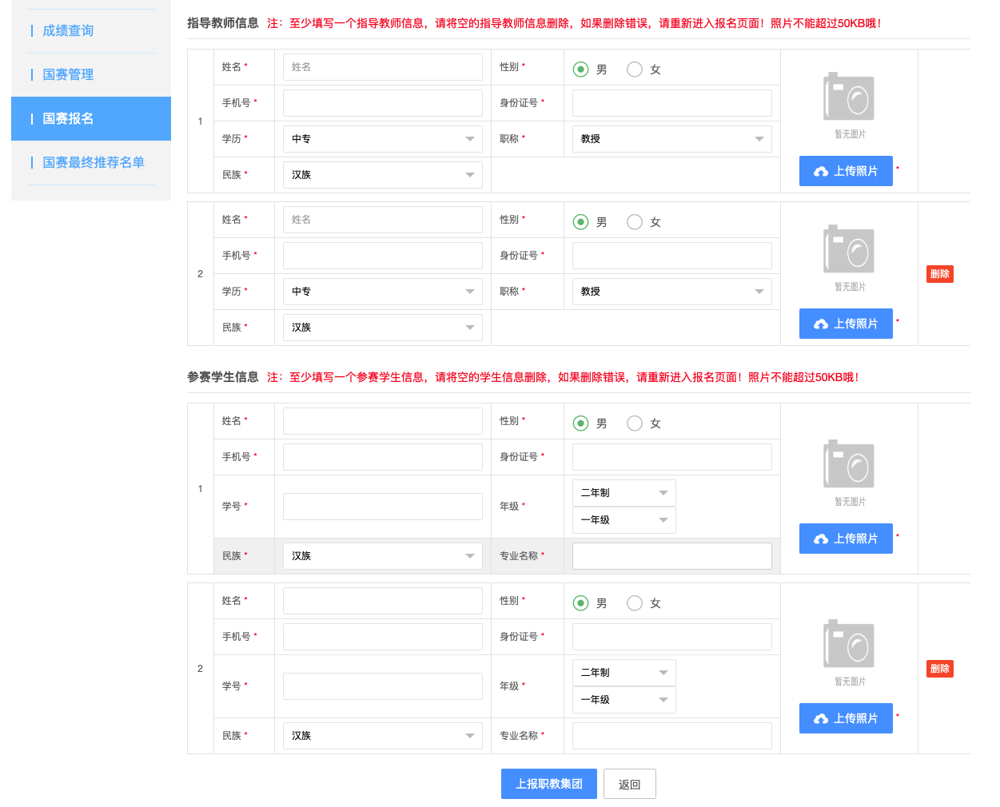 成绩查询
国赛管理
国赛报名
国赛最终推荐名单
指导教师信息 注：至少填写一个指导教师信息，请将空的指导教师信息删除，如果删除错误，请重新进入报名页面！照片不能超过50KB哦！
1
姓名 * 姓名 性别 * 男 女
手机号 * 身份证号 *
学历 * 中专 职称 * 教授
民族 * 汉族
暂无图片
上传照片 *
2
姓名 * 姓名 性别 * 男 女
手机号 * 身份证号 *
学历 * 中专 职称 * 教授
民族 * 汉族
暂无图片
上传照片 *
删除
参赛学生信息 注：至少填写一个参赛学生信息，请将空的学生信息删除，如果删除错误，请重新进入报名页面！照片不能超过50KB哦！
1
姓名 * 性别 * 男 女
手机号 * 身份证号 *
学号 * 年级 * 二年制
一年级
民族 * 汉族 专业名称 *
暂无图片
上传照片 *
2
姓名 * 性别 * 男 女
手机号 * 身份证号 *
学号 * 年级 * 二年制
一年级
民族 * 汉族 专业名称 *
暂无图片
上传照片 *
删除
上报职教集团 返回